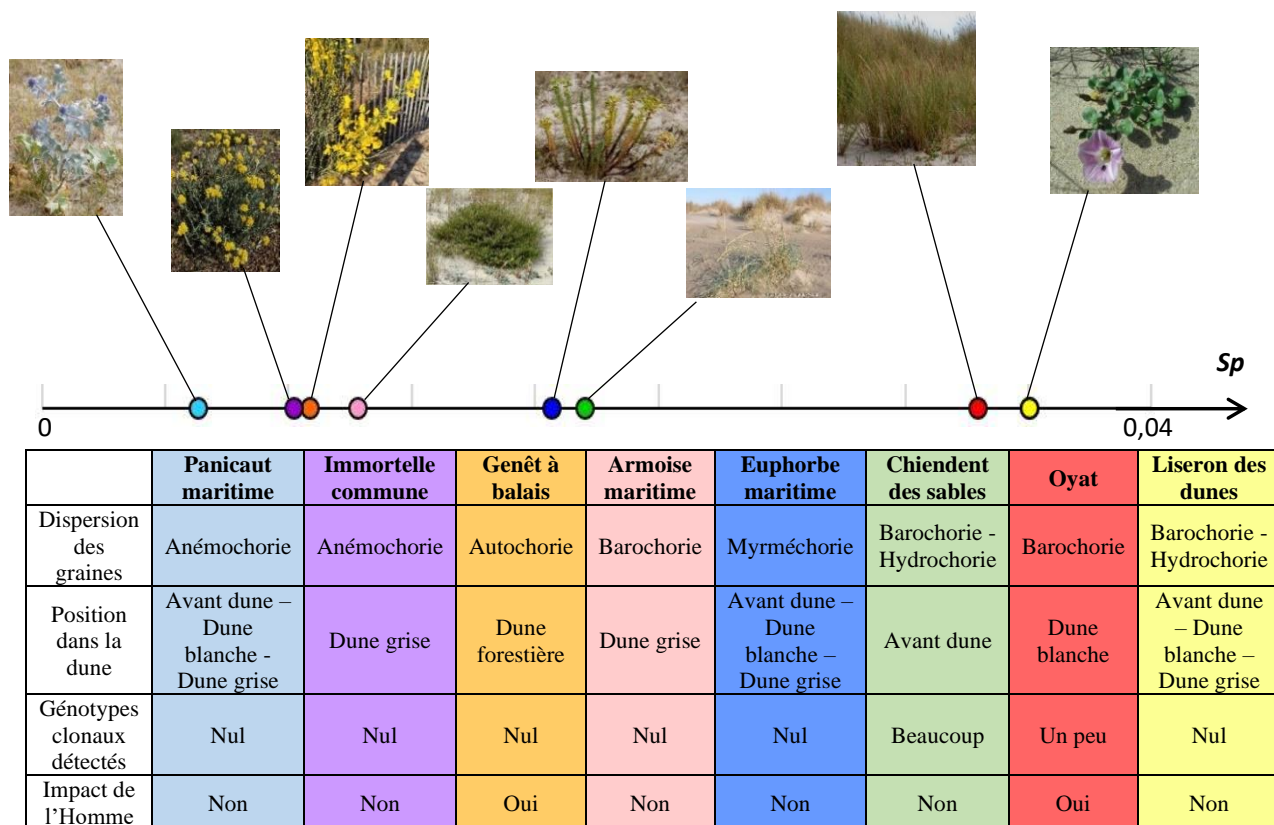 Sp
0
0,04
Panicaut maritime
Immortelle commune
Genêt à balais
Armoise maritime
Euphorbe maritime
Chiendent des sables
Oyat
Liseron des dunes
Dispersion des graines
Anémochorie
Anémochorie
Autochorie
Barochorie
Myrméchorie
Barochorie - Hydrochorie
Barochorie
Barochorie - Hydrochorie
Position dans la dune
Avant dune – Dune blanche - Dune grise
Dune grise
Dune forestière
Dune grise
Avant dune – Dune blanche – Dune grise
Avant dune
Dune blanche
Avant dune – Dune blanche – Dune grise
Génotypes clonaux détectés
Nul
Nul
Nul
Nul
Nul
Beaucoup
Un peu
Nul
Impact de l'Homme
Non
Non
Oui
Non
Non
Non
Oui
Non